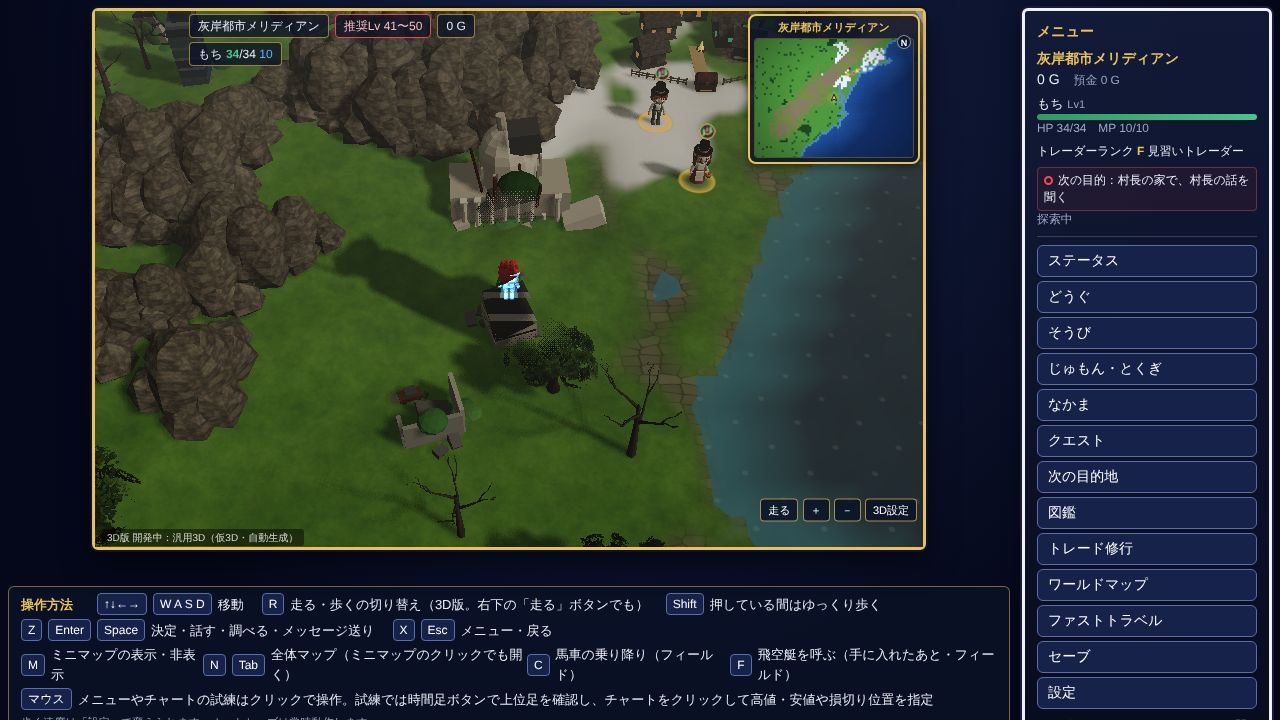 灰岸都市メリディアン
推奨Lv 41〜50
0 G
もち 34/34 10
灰岸都市メリディアン
N
走る
＋
－
3D設定
3D版 開発中：汎用3D（仮3D・自動生成）
メニュー
灰岸都市メリディアン
0 G 預金 0 G
もち Lv1
HP 34/34 MP 10/10
トレーダーランク F 見習いトレーダー
次の目的：村長の家で、村長の話を
聞く
探索中
ステータス
どうぐ
そうび
じゅもん・とくぎ
なかま
クエスト
次の目的地
図鑑
トレード修行
ワールドマップ
ファストトラベル
セーブ
設定
操作方法 ↑↓←→ W A S D 移動 R 走る・歩くの切り替え（3D版。右下の「走る」ボタンでも） Shift 押している間はゆっくり歩く
Z Enter Space 決定・話す・調べる・メッセージ送り X Esc メニュー・戻る
M ミニマップの表示・非表示 N Tab 全体マップ（ミニマップのクリックでも開く） C 馬車の乗り降り（フィールド） F 飛空艇を呼ぶ（手に入れたあと・フィールド）
マウス メニューやチャートの試練はクリックで操作。試練では時間足ボタンで上位足を確認し、チャートをクリックして高値・安値や損切り位置を指定